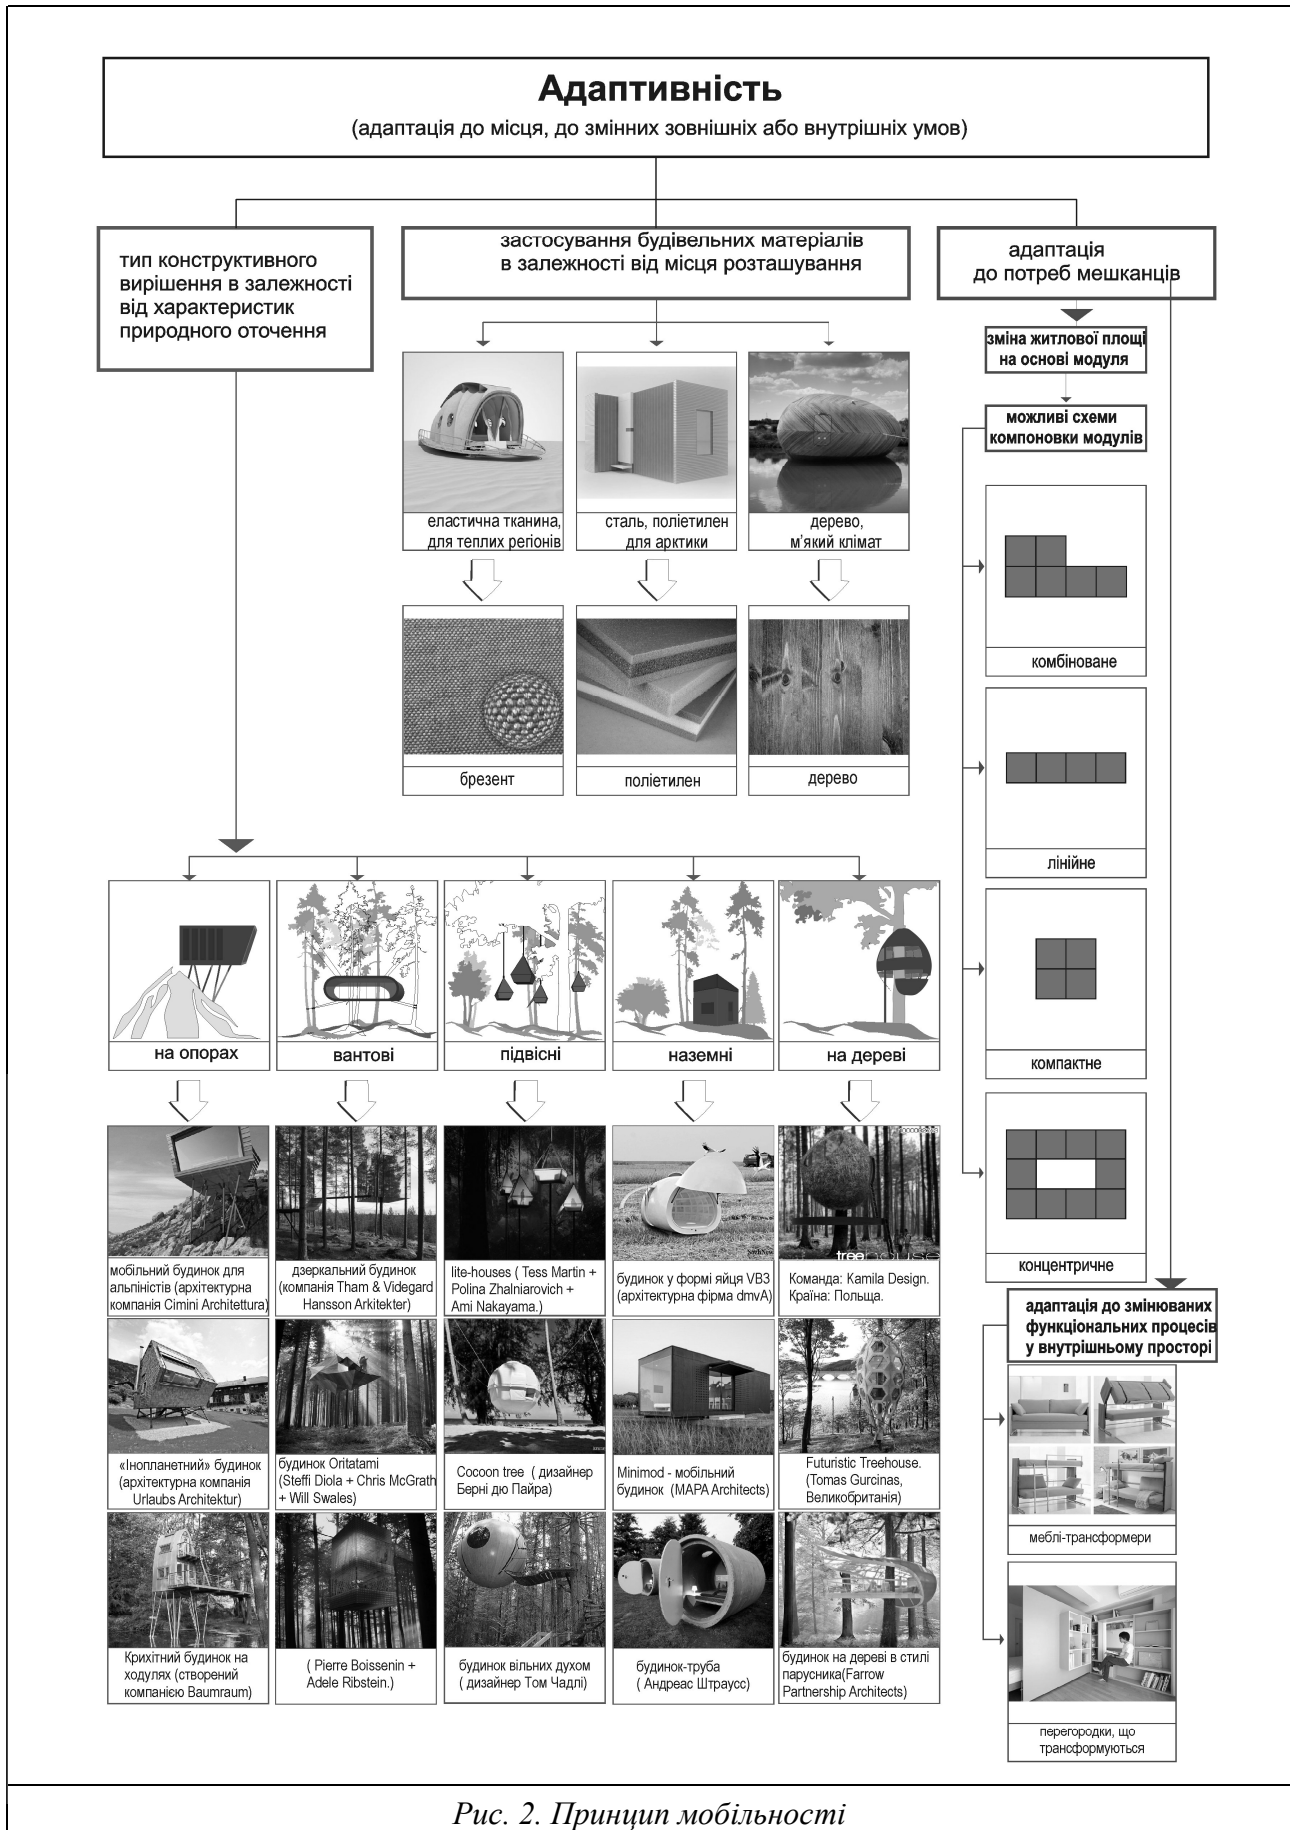 Адаптивність
(адаптація до місця, до змінних зовнішніх або внутрішніх умов)
тип конструктивного
вирішення в залежності
від характеристик
природного оточення
застосування будівельних матеріалів
в залежності від місця розташування
адаптація
до потреб мешканців
зміна житлової площі
на основі модуля
можливі схеми
компоновки модулів
еластична тканина,
для теплих регіонів
сталь, поліетилен
для арктики
дерево,
м'який клімат
брезент
поліетилен
дерево
комбіноване
лінійне
компактне
концентричне
на опорах
вантові
підвісні
наземні
на дереві
мобільний будинок для
альпіністів (архітектурна
компанія Cimini Architettura)
дзеркальний будинок
(компанія Tham & Videgard
Hansson Arkitekter)
lite-houses ( Tess Martin +
Polina Zhalniarovich +
Ami Nakayama.)
будинок у формі яйця VB3
(архітектурна фірма dmvA)
treehouse
Команда: Kamila Design.
Країна: Польща.
«Інопланетний» будинок
(архітектурна компанія
Urlaubs Architektur)
будинок Oritatami
(Steffi Diola + Chris McGrath
+ Will Swales)
Cocoon tree ( дизайнер
Берні дю Пайра)
Minimod - мобільний
будинок (MAPA Architects)
Futuristic Treehouse.
(Tomas Gurcinas,
Великобританія)
Крихітний будинок на
ходулях (створений
компанією Baumraum)
( Pierre Boissenin +
Adele Ribstein.)
будинок вільних духом
( дизайнер Том Чадлі)
будинок-труба
( Андреас Штраусс)
будинок на дереві в стилі
парусника(Farrow
Partnership Architects)
адаптація до змінюваних
функціональних процесів
у внутрішньому просторі
меблі-трансформери
перегородки, що
трансформуються
Рис. 2. Принцип мобільності